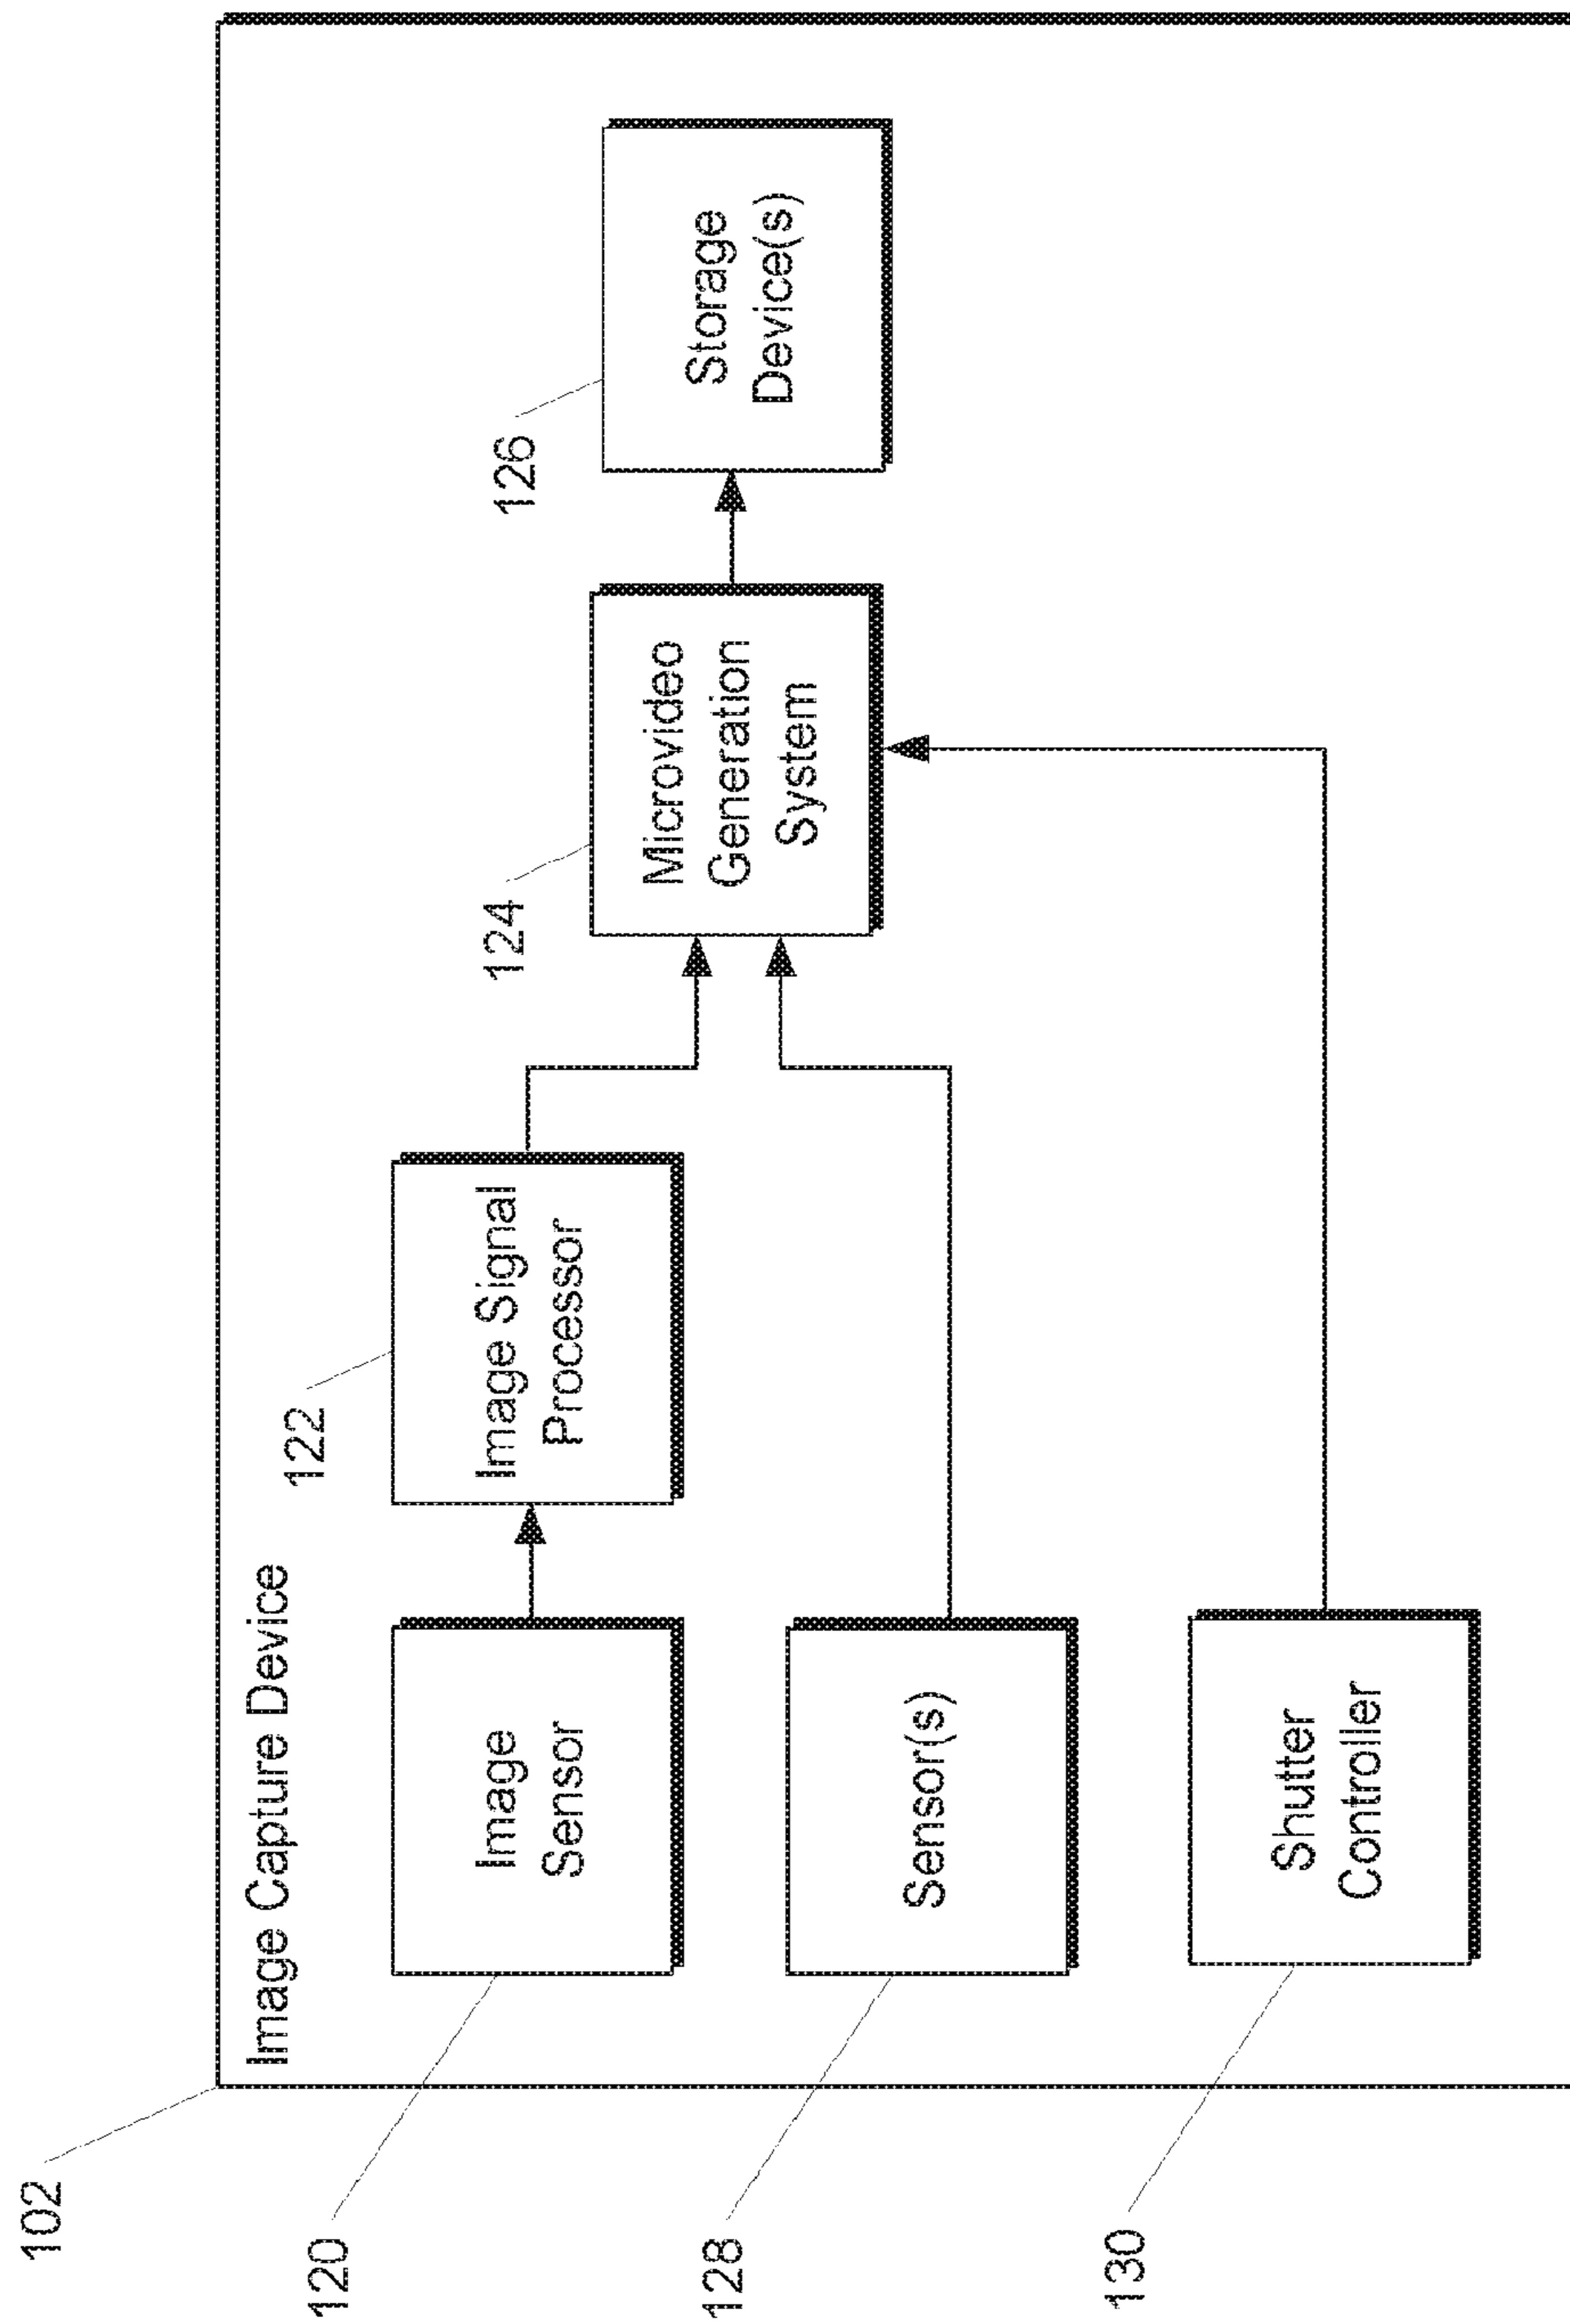 102
Image Capture Device
120
Image
Sensor
122
Image Signal
Processor
124
Microvideo
Generation
System
126
Storage
Device(s)
128
Sensor(s)
130
Shutter
Controller